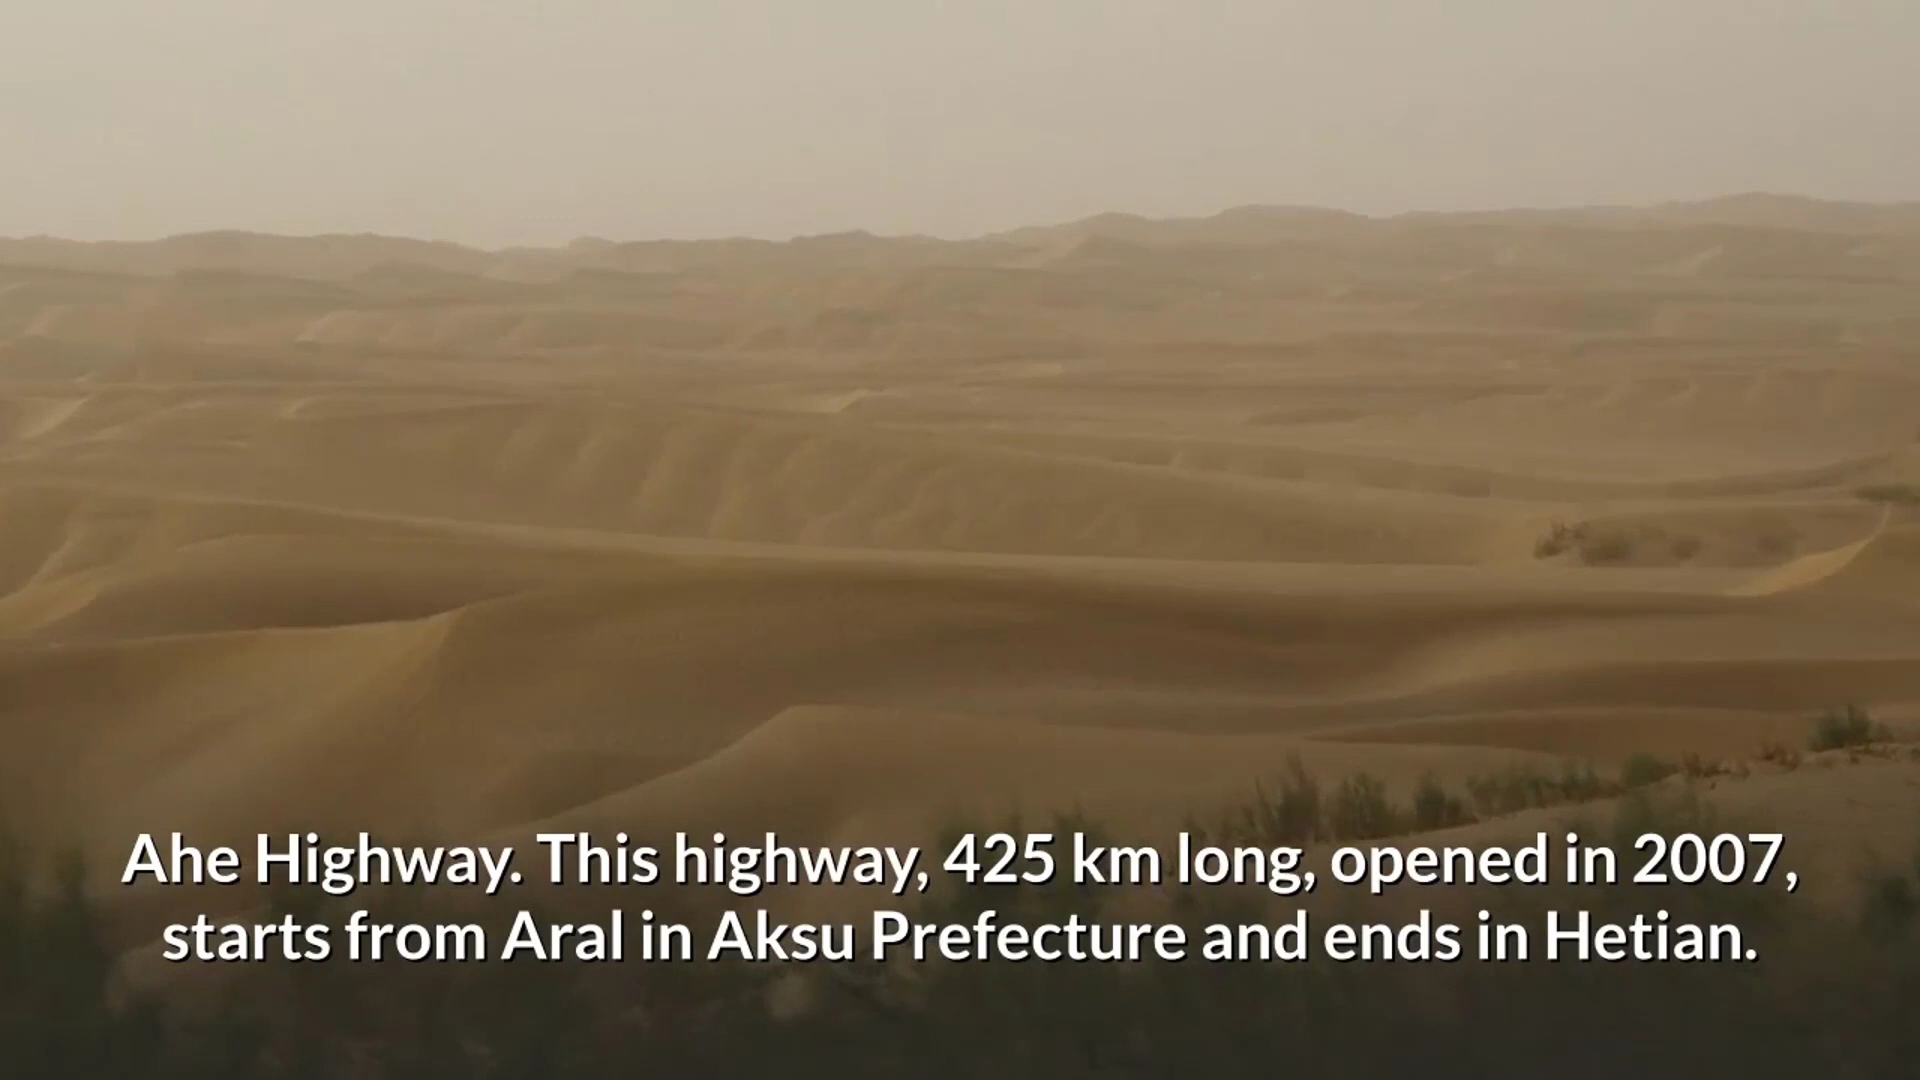 Ahe Highway. This highway, 425 km long, opened in 2007,
starts from Aral in Aksu Prefecture and ends in Hetian.